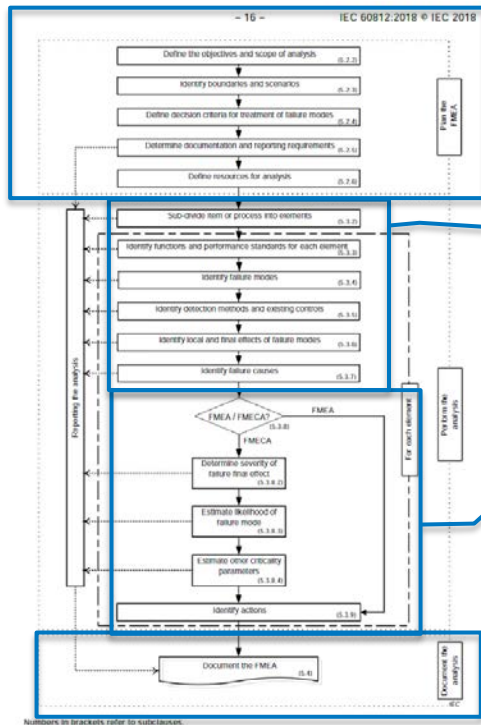 – 16 –
IEC 60812:2018 © IEC 2018
Define the objectives and scope of analysis
(5.2.2)
Identify boundaries and scenarios
(5.2.3)
Define decision criteria for treatment of failure modes
(5.2.4)
Determine documentation and reporting requirements
(5.2.5)
Define resources for analysis
(5.2.6)
Plan the
FMEA
Sub-divide item or process into elements
(5.3.2)
Identify functions and performance standards for each element
(5.3.3)
Identify failure modes
(5.3.4)
Identify detection methods and existing controls
(5.3.5)
Identify local and final effects of failure modes
(5.3.6)
Identify failure causes
(5.3.7)
Reporting the analysis
FMEA / FMECA?
(5.3.8)
FMEA
FMECA
Determine severity of
failure final effect
(5.3.8.2)
Estimate likelihood of
failure mode
(5.3.8.3)
Estimate other criticality
parameters
(5.3.8.4)
Identify actions
(5.3.9)
For each element
Perform the
analysis
Document the FMEA
(5.4)
Document the
analysis
IEC
Numbers in brackets refer to subclauses.